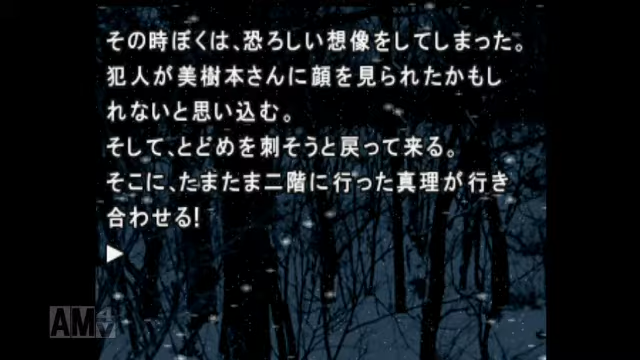 その時ぼくは、恐ろしい想像をしてしまった。
犯人が美樹本さんに顔を見られたかもし
れないと思い込む。
そして、とどめを刺そうと戻って来る。
そこに、たまたま二階に行った真理が行き
合わせる!
AM